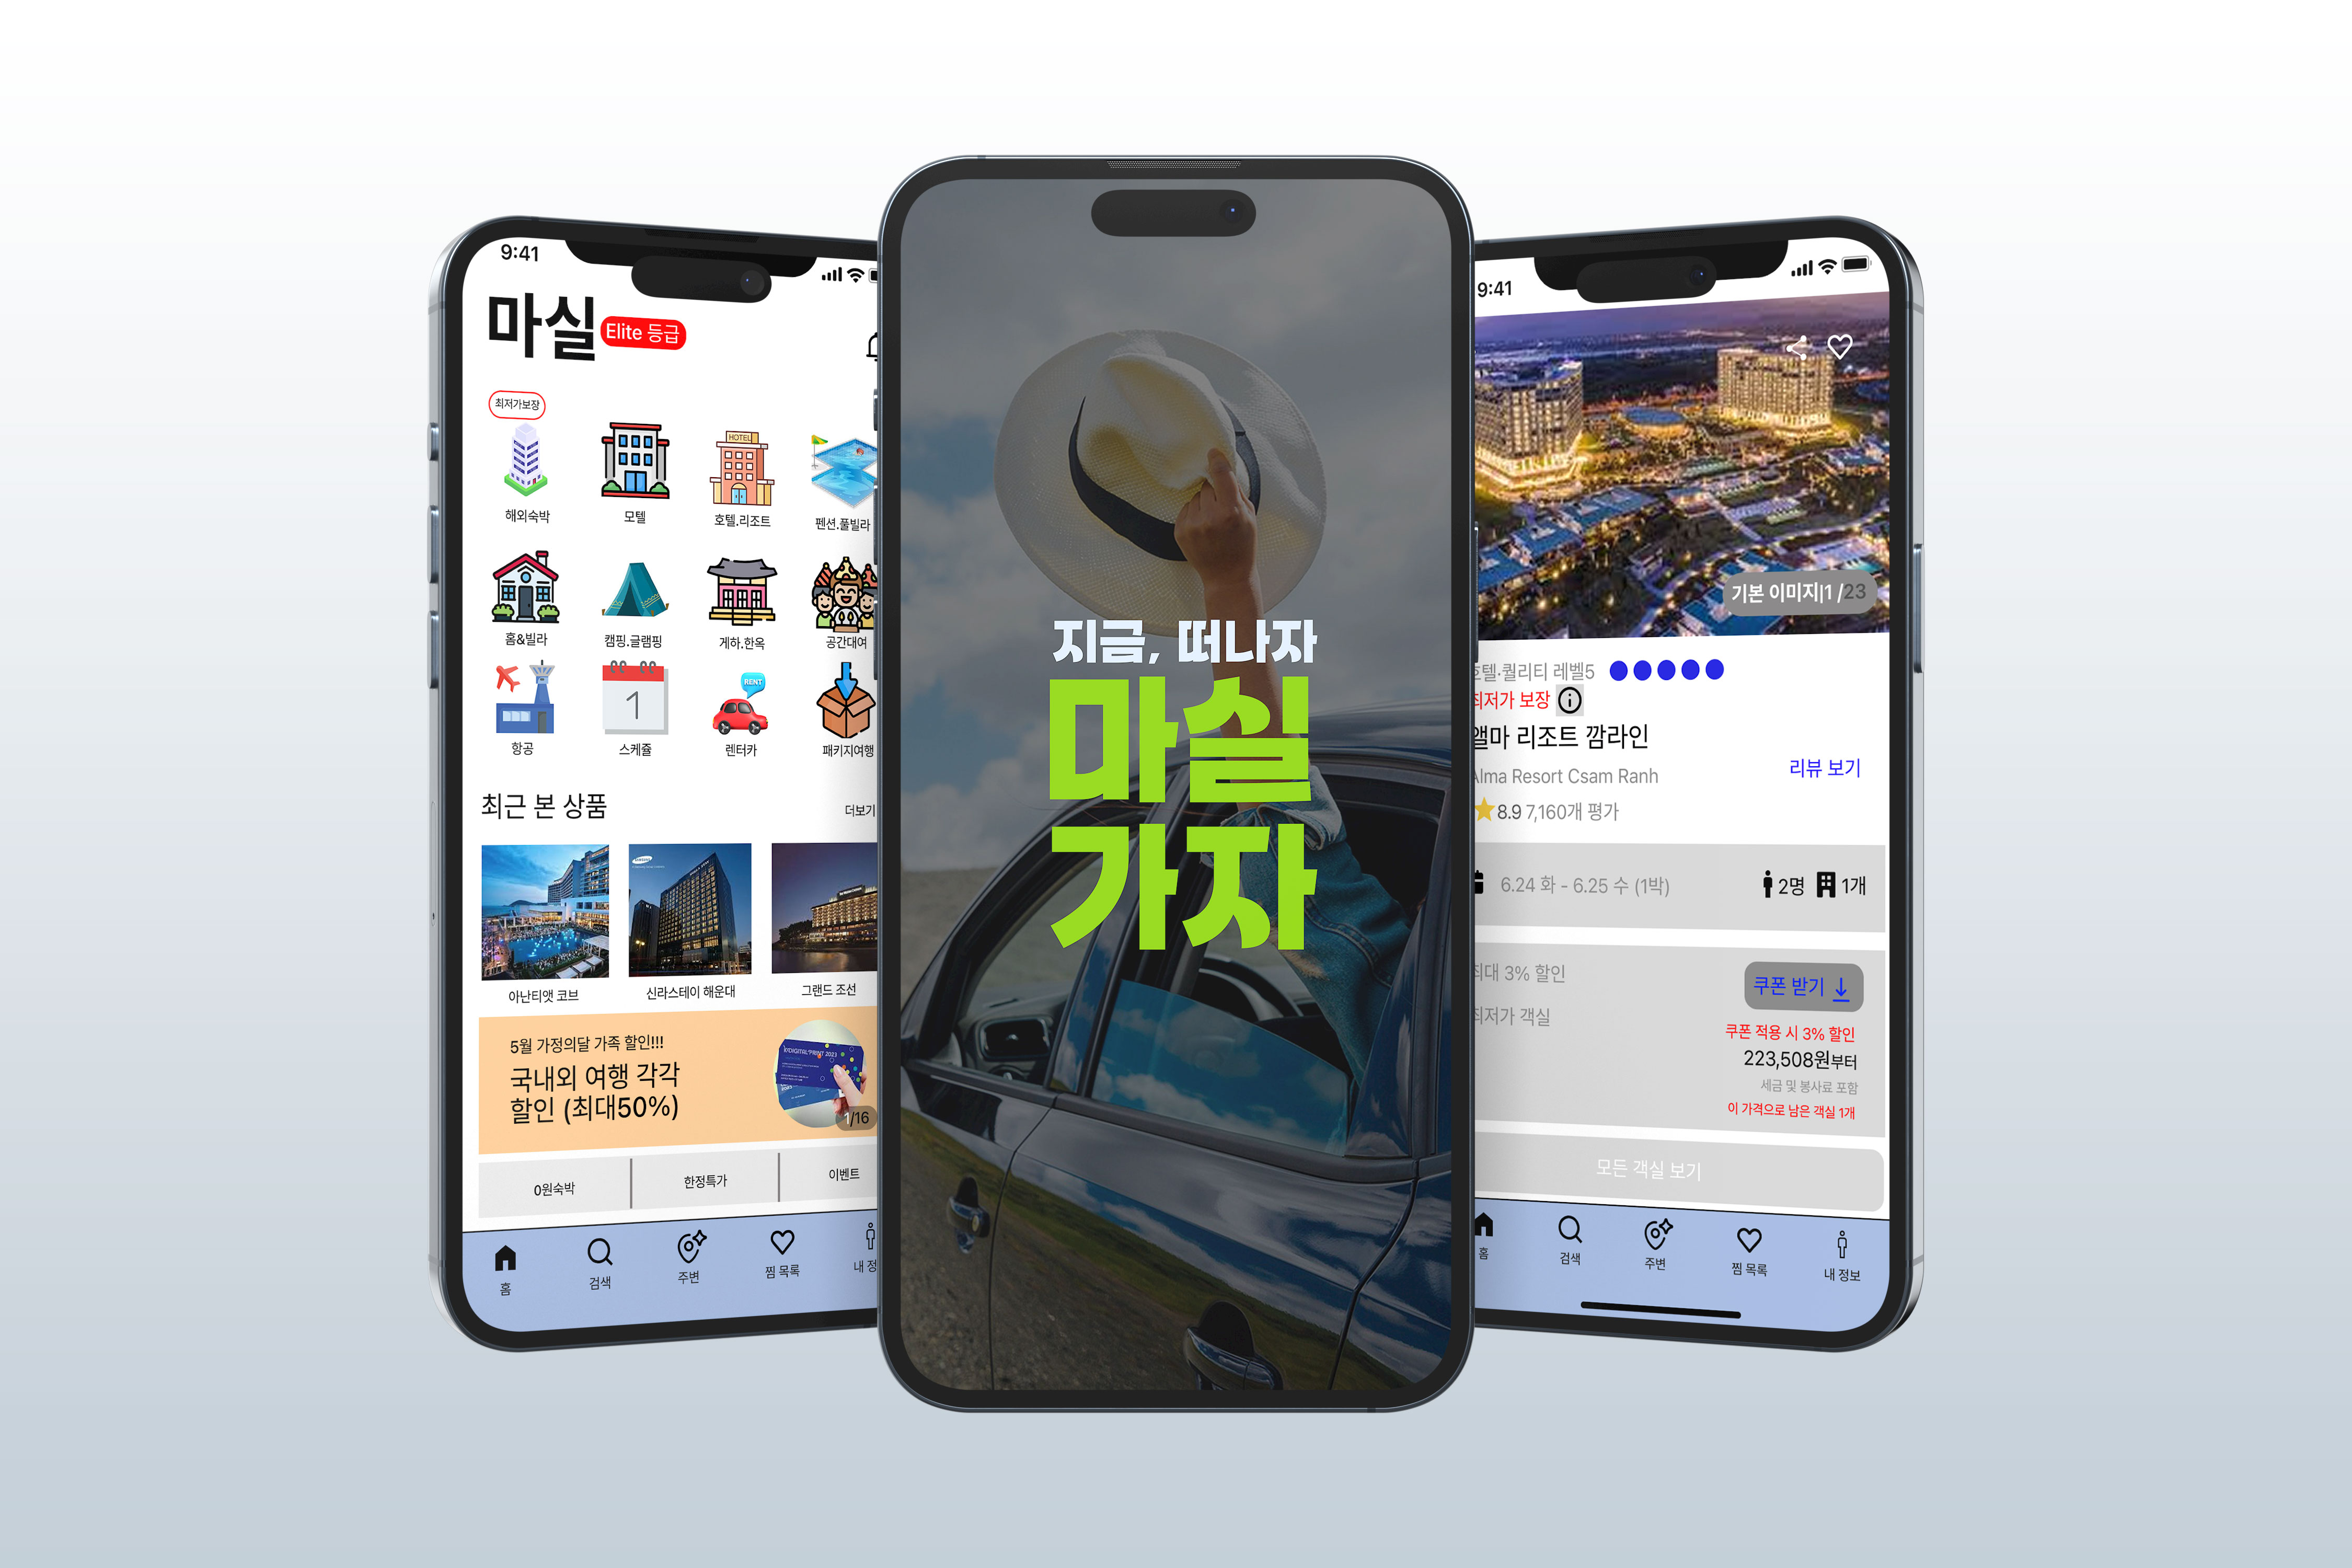 9:41
마실
Elite 등급
최저가보장
HOTEL
해외숙박
모텔
호텔.리조트
펜션.풀빌라
홈&빌라
캠핑.글램핑
게하.한옥
공간대여
RENT
1
항공
스케쥴
렌터카
패키지여행
최근 본 상품
더보기
SAMSUNG
아난티앳 코브
신라스테이 해운대
그랜드 조선
5월 가정의달 가족 할인!!!
국내외 여행 각각
할인 (최대50%)
DIGITAL PRINT 2023
1/16
0원숙박
한정특가
이벤트
홈
검색
주변
찜 목록
내 정
지금, 떠나자
마실
가자
9:41
기본 이미지|1 /23
호텔·퀄리티 레벨5
최저가 보장
앨마 리조트 깜라인
리뷰 보기
Alma Resort Csam Ranh
8.9 7,160개 평가
6.24 화 - 6.25 수 (1박)
2명
1개
최대 3% 할인
쿠폰 받기
최저가 객실
쿠폰 적용 시 3% 할인
223,508원부터
세금 및 봉사료 포함
이 가격으로 남은 객실 1개
모든 객실 보기
홈
검색
주변
찜 목록
내 정보